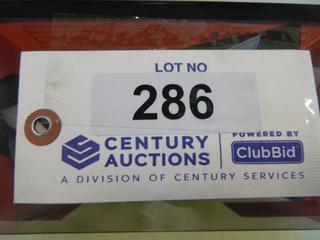 LOT NO
286
CENTURY AUCTIONS
POWERED BY
ClubBid
A DIVISION OF CENTURY SERVICES